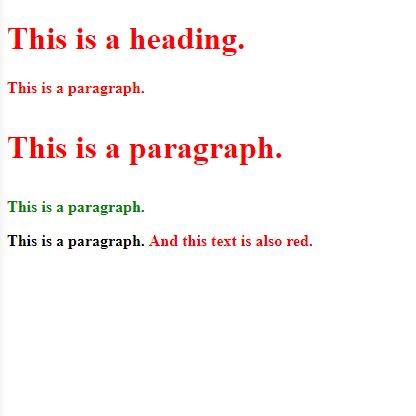 This is a heading.
This is a paragraph.
This is a paragraph.
This is a paragraph.
This is a paragraph. And this text is also red.